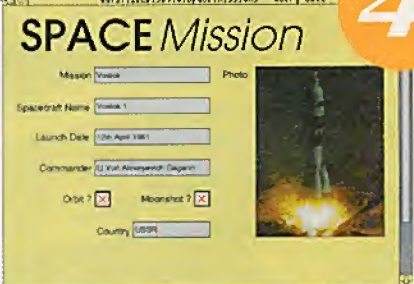 4
SPACE Mission
Mission Vostok
Photo
Spacecraft Name Vostok 1
Launch Date 12th April 1961
Commander Yuri Alexeyevich Gagarin
Orbit ? Moonshot ?
Country USSR